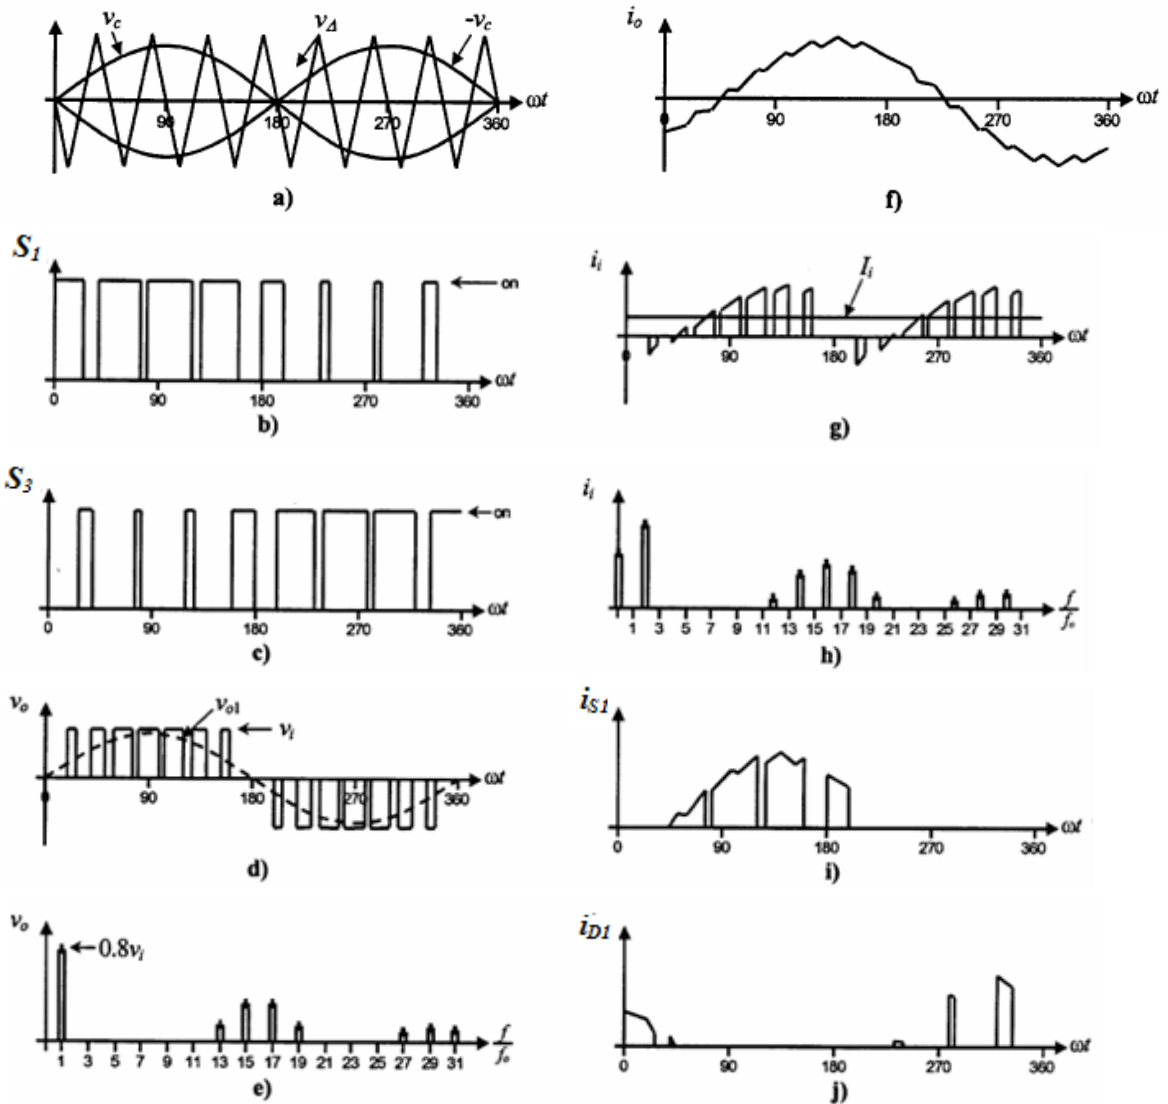 v_c v_Δ -v_c
ωt
90 180 270 360
a)
i_o
ωt
0 90 180 270 360
f)
S_1
on
ωt
0 90 180 270 360
b)
i_i
I_i
ωt
0 90 180 270 360
g)
S_3
on
ωt
0 90 180 270 360
c)
i_i
f/f_o
1 3 5 7 9 11 13 15 17 19 21 23 25 27 29 31
h)
v_o
v_o1
v_i
ωt
0 90 180 270 360
d)
i_S1
ωt
0 90 180 270 360
i)
v_o
0.8v_i
f/f_o
1 3 5 7 9 11 13 15 17 19 21 23 25 27 29 31
e)
i_D1
ωt
0 90 180 270 360
j)